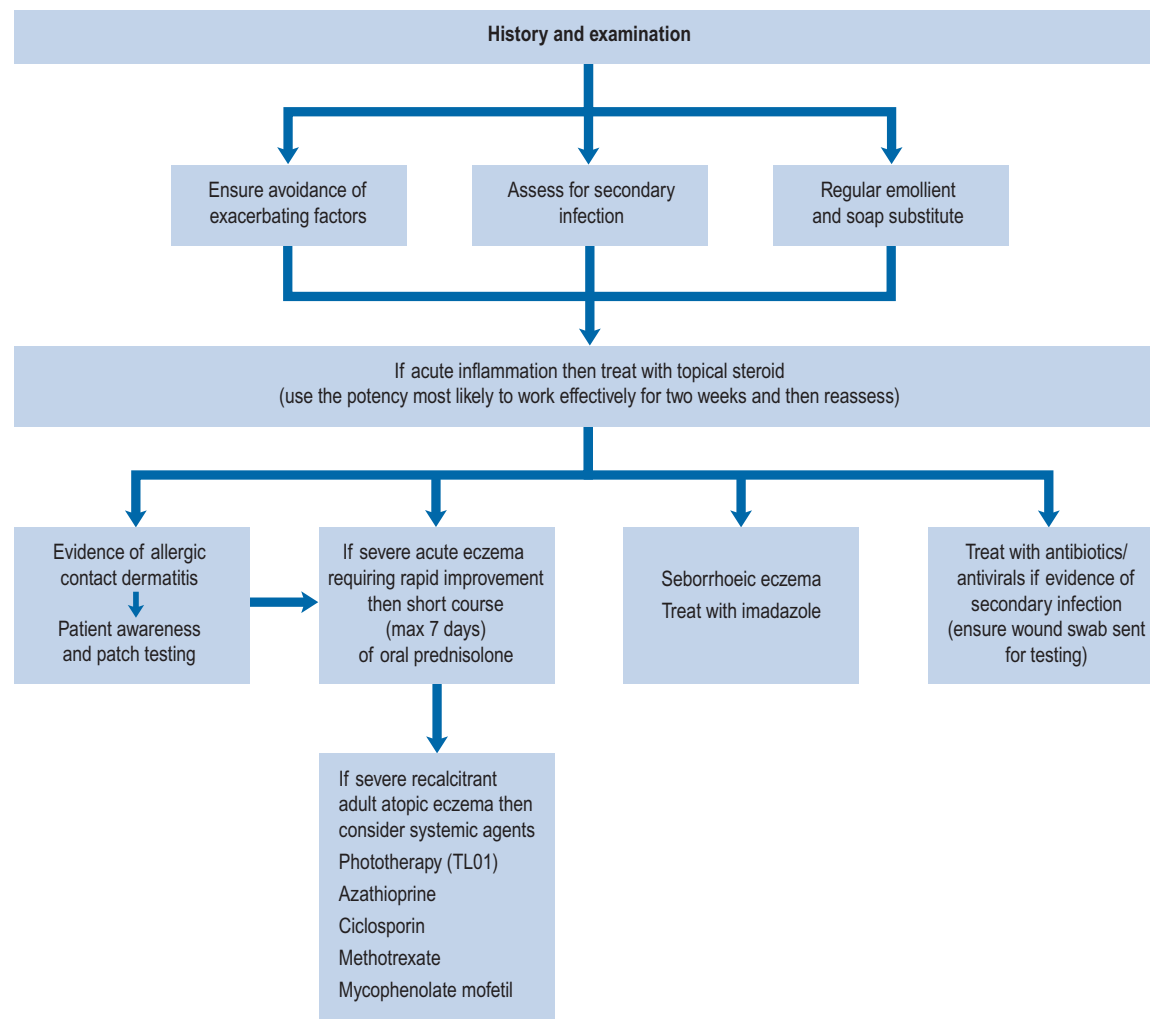 History and examination
Ensure avoidance of
exacerbating factors
Assess for secondary
infection
Regular emollient
and soap substitute
If acute inflammation then treat with topical steroid
(use the potency most likely to work effectively for two weeks and then reassess)
Evidence of allergic
contact dermatitis
Patient awareness
and patch testing
If severe acute eczema
requiring rapid improvement
then short course
(max 7 days)
of oral prednisolone
Seborrhoeic eczema
Treat with imadazole
Treat with antibiotics/
antivirals if evidence of
secondary infection
(ensure wound swab sent
for testing)
If severe recalcitrant
adult atopic eczema then
consider systemic agents
Phototherapy (TL01)
Azathioprine
Ciclosporin
Methotrexate
Mycophenolate mofetil